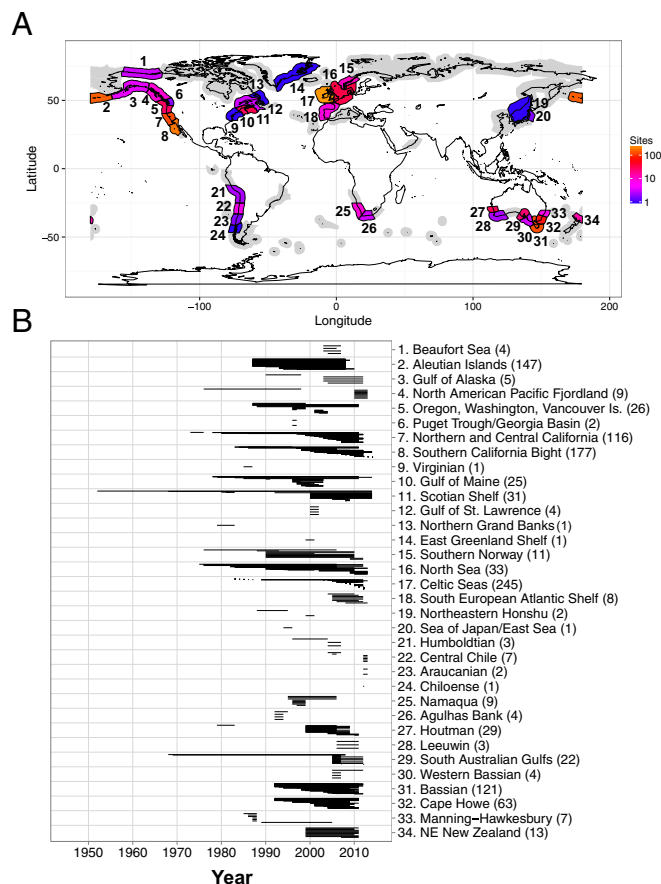 A
1
2
3
4
5
6
7
8
9
10
11
12
13
14
15
16
17
18
19
20
21
22
23
24
25
26
27
28
29
30
31
32
33
34
50
0
−50
Latitude
−100
0
100
200
Longitude
Sites
100
10
1
B
1. Beaufort Sea (4)
2. Aleutian Islands (147)
3. Gulf of Alaska (5)
4. North American Pacific Fjordland (9)
5. Oregon, Washington, Vancouver Is. (26)
6. Puget Trough/Georgia Basin (2)
7. Northern and Central California (116)
8. Southern California Bight (177)
9. Virginian (1)
10. Gulf of Maine (25)
11. Scotian Shelf (31)
12. Gulf of St. Lawrence (4)
13. Northern Grand Banks (1)
14. East Greenland Shelf (1)
15. Southern Norway (11)
16. North Sea (33)
17. Celtic Seas (245)
18. South European Atlantic Shelf (8)
19. Northeastern Honshu (2)
20. Sea of Japan/East Sea (1)
21. Humboldtian (3)
22. Central Chile (7)
23. Araucanian (2)
24. Chiloense (1)
25. Namaqua (9)
26. Agulhas Bank (4)
27. Houtman (29)
28. Leeuwin (3)
29. South Australian Gulfs (22)
30. Western Bassian (4)
31. Bassian (121)
32. Cape Howe (63)
33. Manning−Hawkesbury (7)
34. NE New Zealand (13)
1950 1960 1970 1980 1990 2000 2010
Year